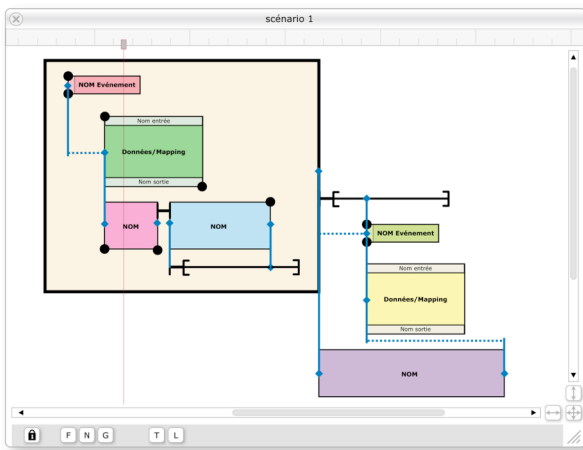 scénario 1
NOM Evénement
Nom entrée
Données/Mapping
Nom sortie
NOM
NOM
NOM Evénement
Nom entrée
Données/Mapping
Nom sortie
NOM
F N G T L